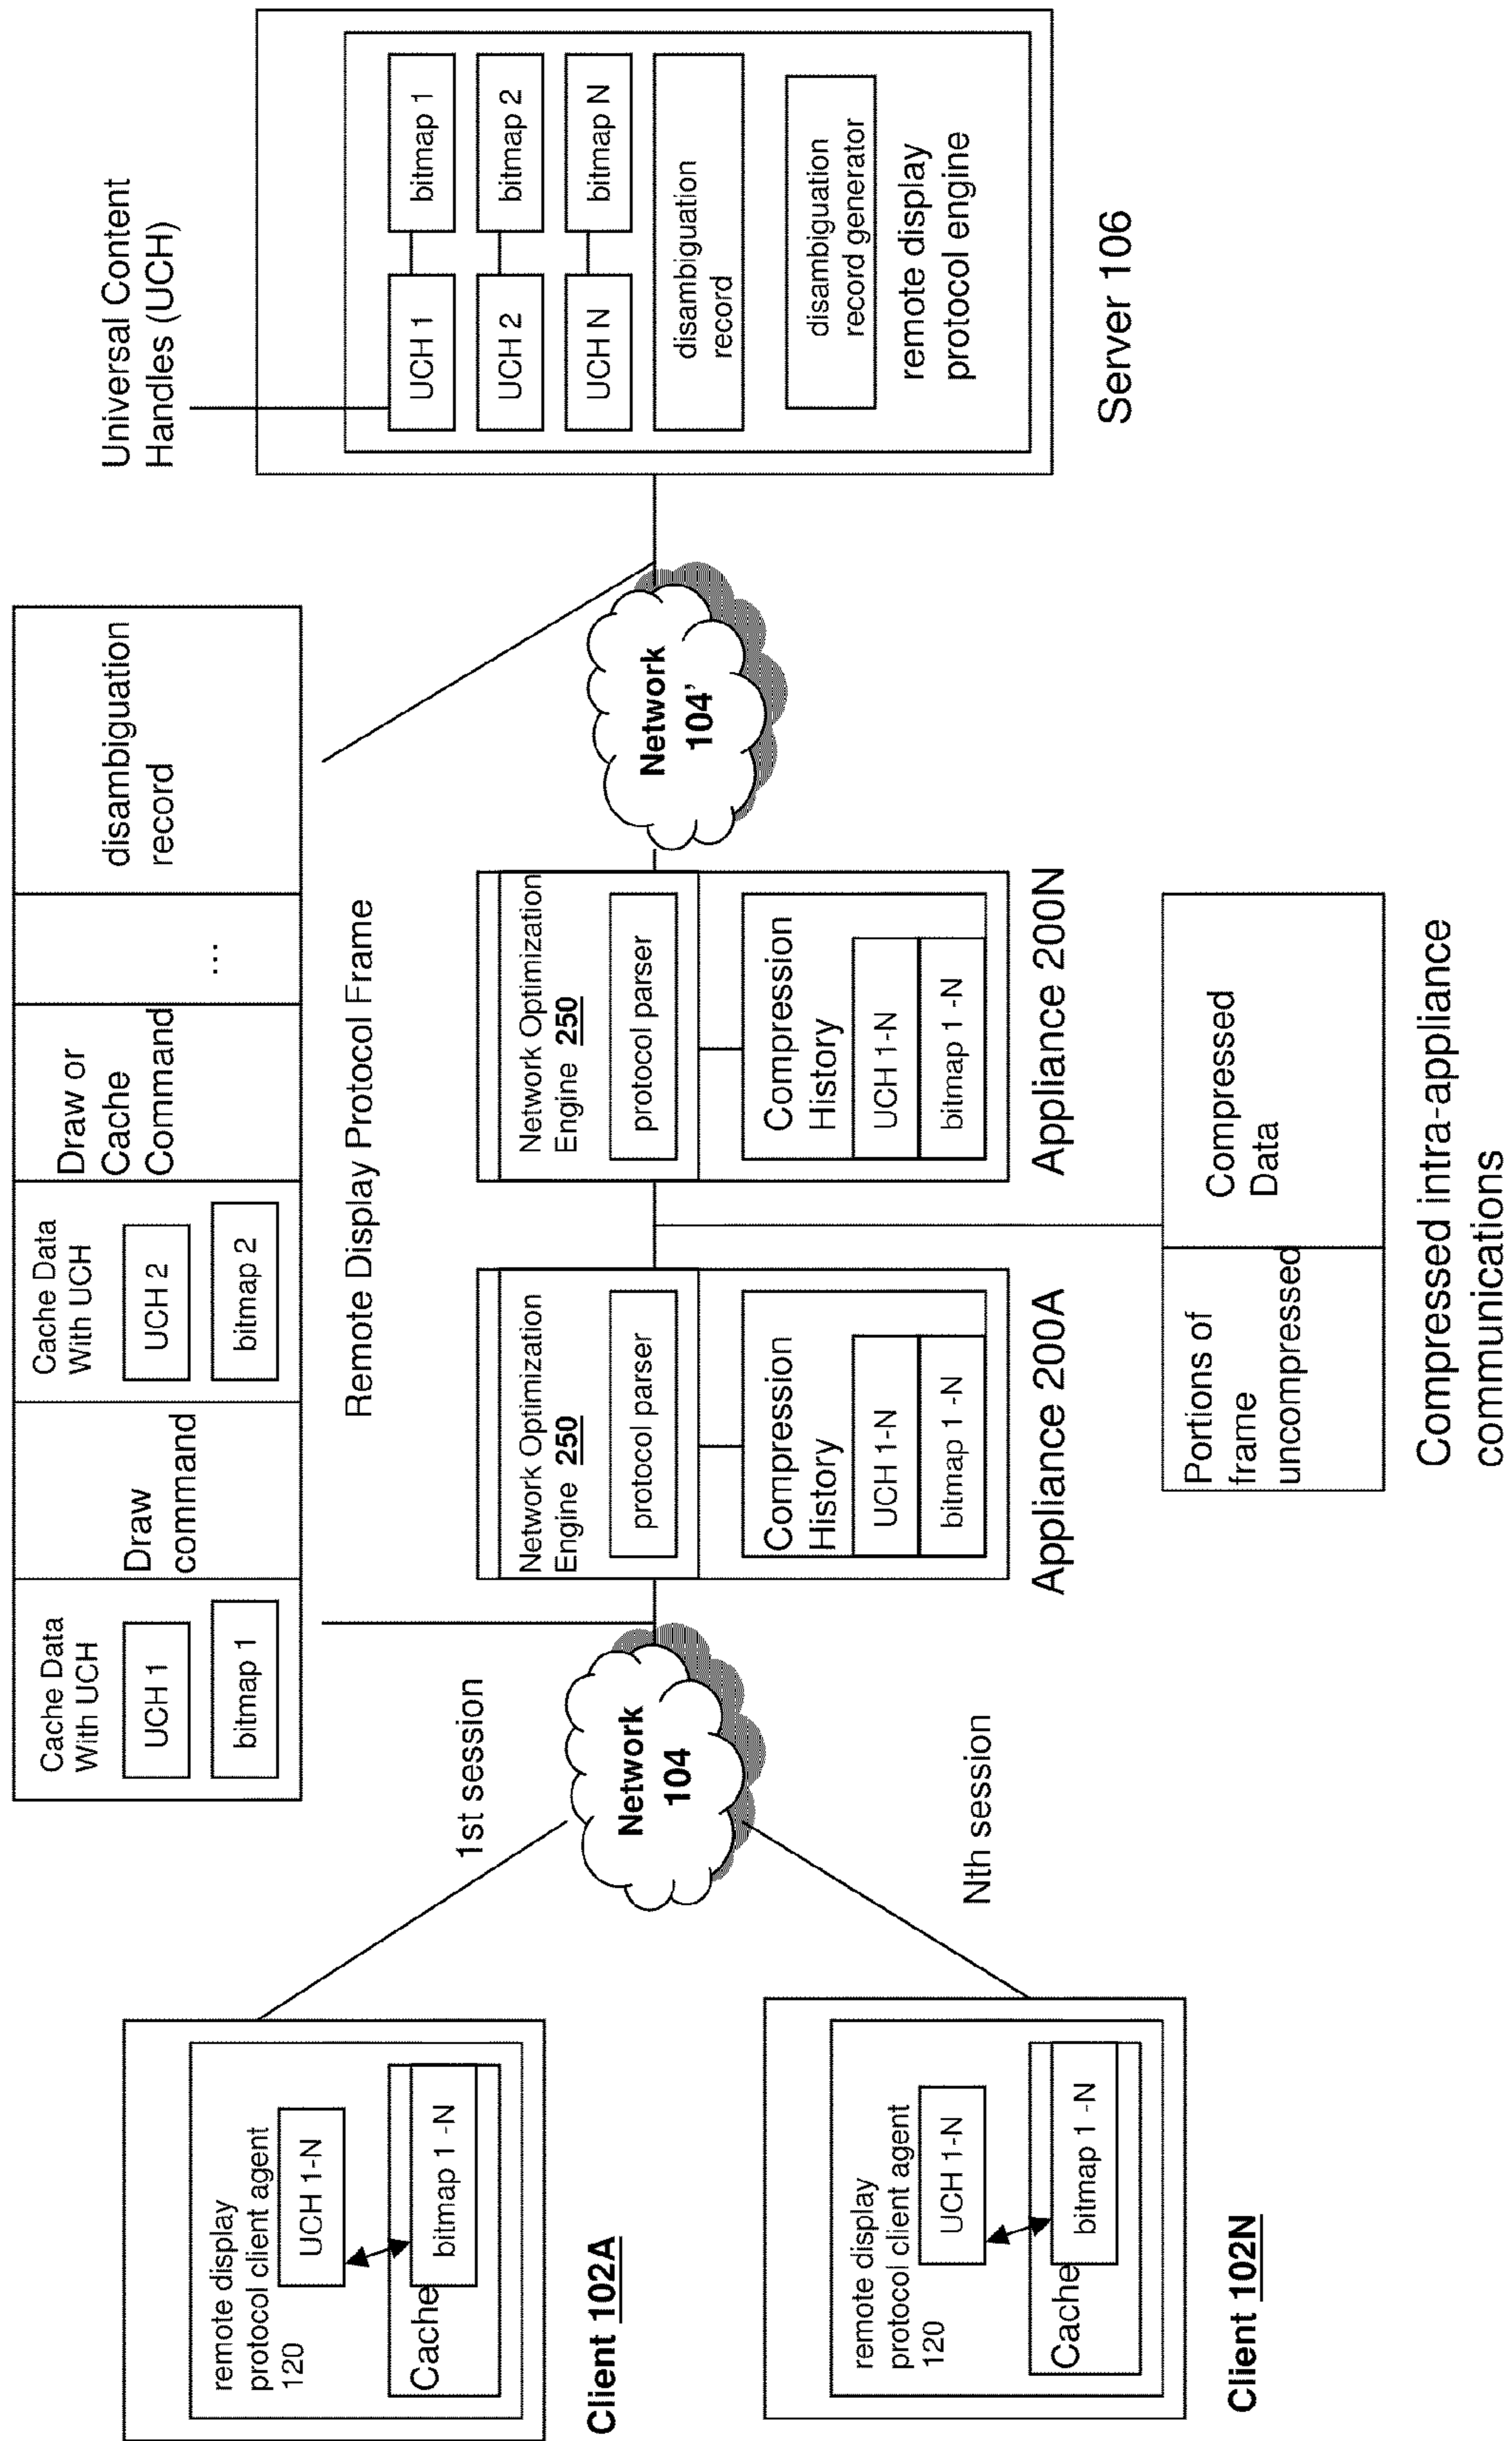 Cache Data
With UCH
UCH 1
bitmap 1
Draw
command
Cache Data
With UCH
UCH 2
bitmap 2
Draw or
Cache
Command
...
disambiguation
record
Remote Display Protocol Frame
Universal Content
Handles (UCH)
remote display
protocol client agent
120
UCH 1-N
Cache
bitmap 1 -N
Client 102A
1st session
Network
104
remote display
protocol client agent
120
UCH 1-N
Cache
bitmap 1 -N
Client 102N
Nth session
Network Optimization
Engine 250
protocol parser
Compression
History
UCH 1-N
bitmap 1 -N
Appliance 200A
Network Optimization
Engine 250
protocol parser
Compression
History
UCH 1-N
bitmap 1 -N
Appliance 200N
Portions of
frame
uncompressed
Compressed
Data
Compressed intra-appliance
communications
Network
104'
UCH 1
bitmap 1
UCH 2
bitmap 2
UCH N
bitmap N
disambiguation
record
disambiguation
record generator
remote display
protocol engine
Server 106